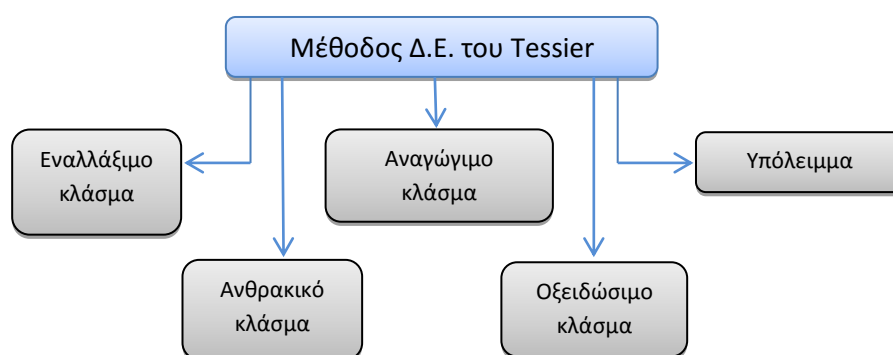 Μέθοδος Δ.Ε. του Tessier
Εναλλάξιμο
κλάσμα
Αναγώγιμο
κλάσμα
Υπόλειμμα
Ανθρακικό
κλάσμα
Οξειδώσιμο
κλάσμα